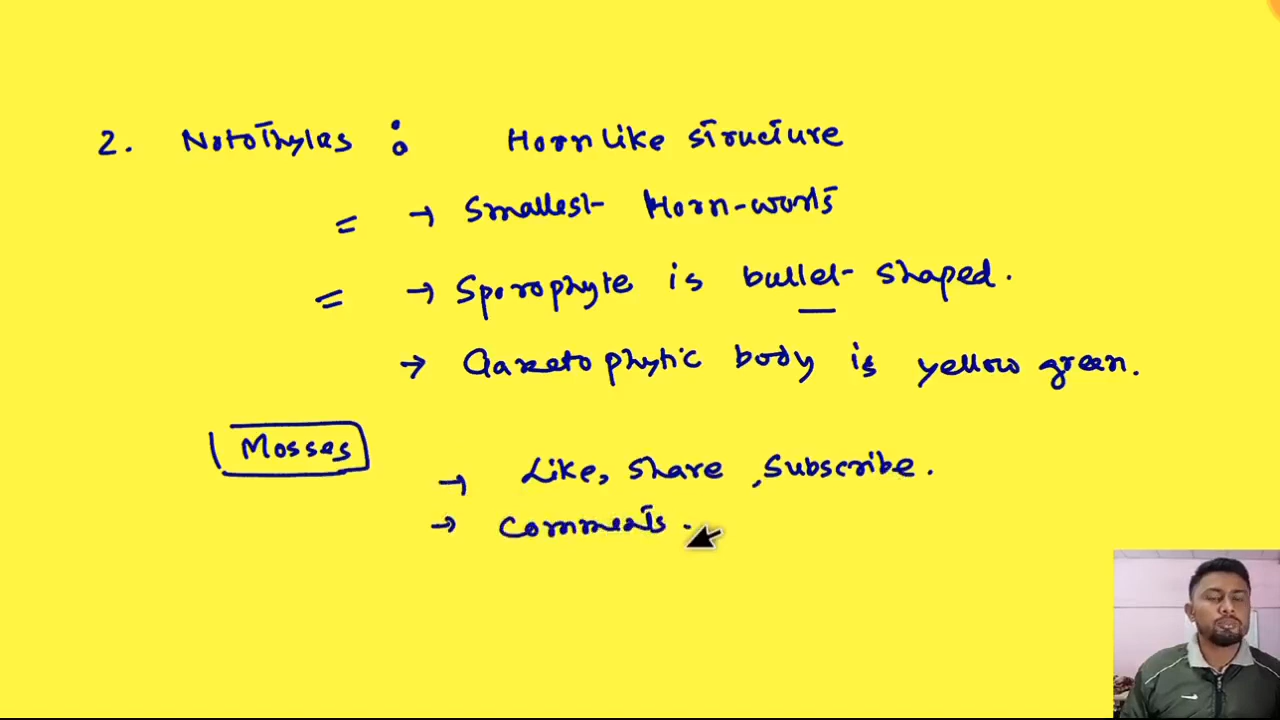 2. Notothylas : Hornlike structure
= → Smallest Horn-worts
= → Sporophyte is bullet-shaped.
→ Gametophytic body is yellow green.
Mosses
→ Like, share, Subscribe.
→ Comments.